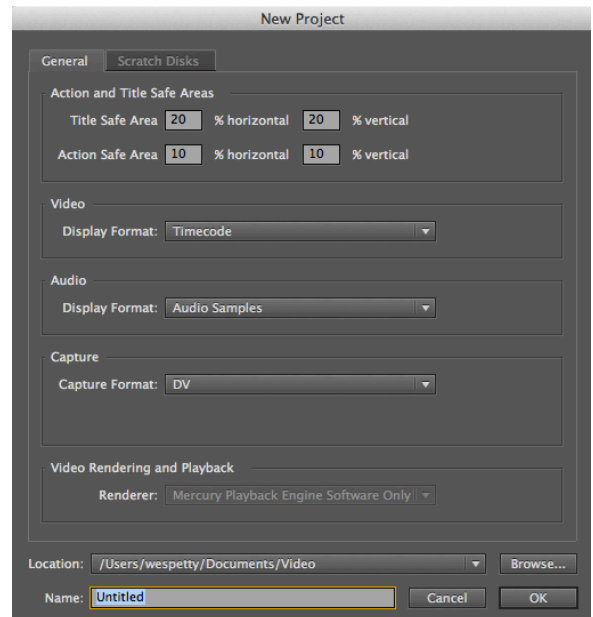 New Project
General Scratch Disks
Action and Title Safe Areas
Title Safe Area 20 % horizontal 20 % vertical
Action Safe Area 10 % horizontal 10 % vertical
Video
Display Format: Timecode
Audio
Display Format: Audio Samples
Capture
Capture Format: DV
Video Rendering and Playback
Renderer: Mercury Playback Engine Software Only
Location: /Users/wespetty/Documents/Video Browse...
Name: Untitled Cancel OK